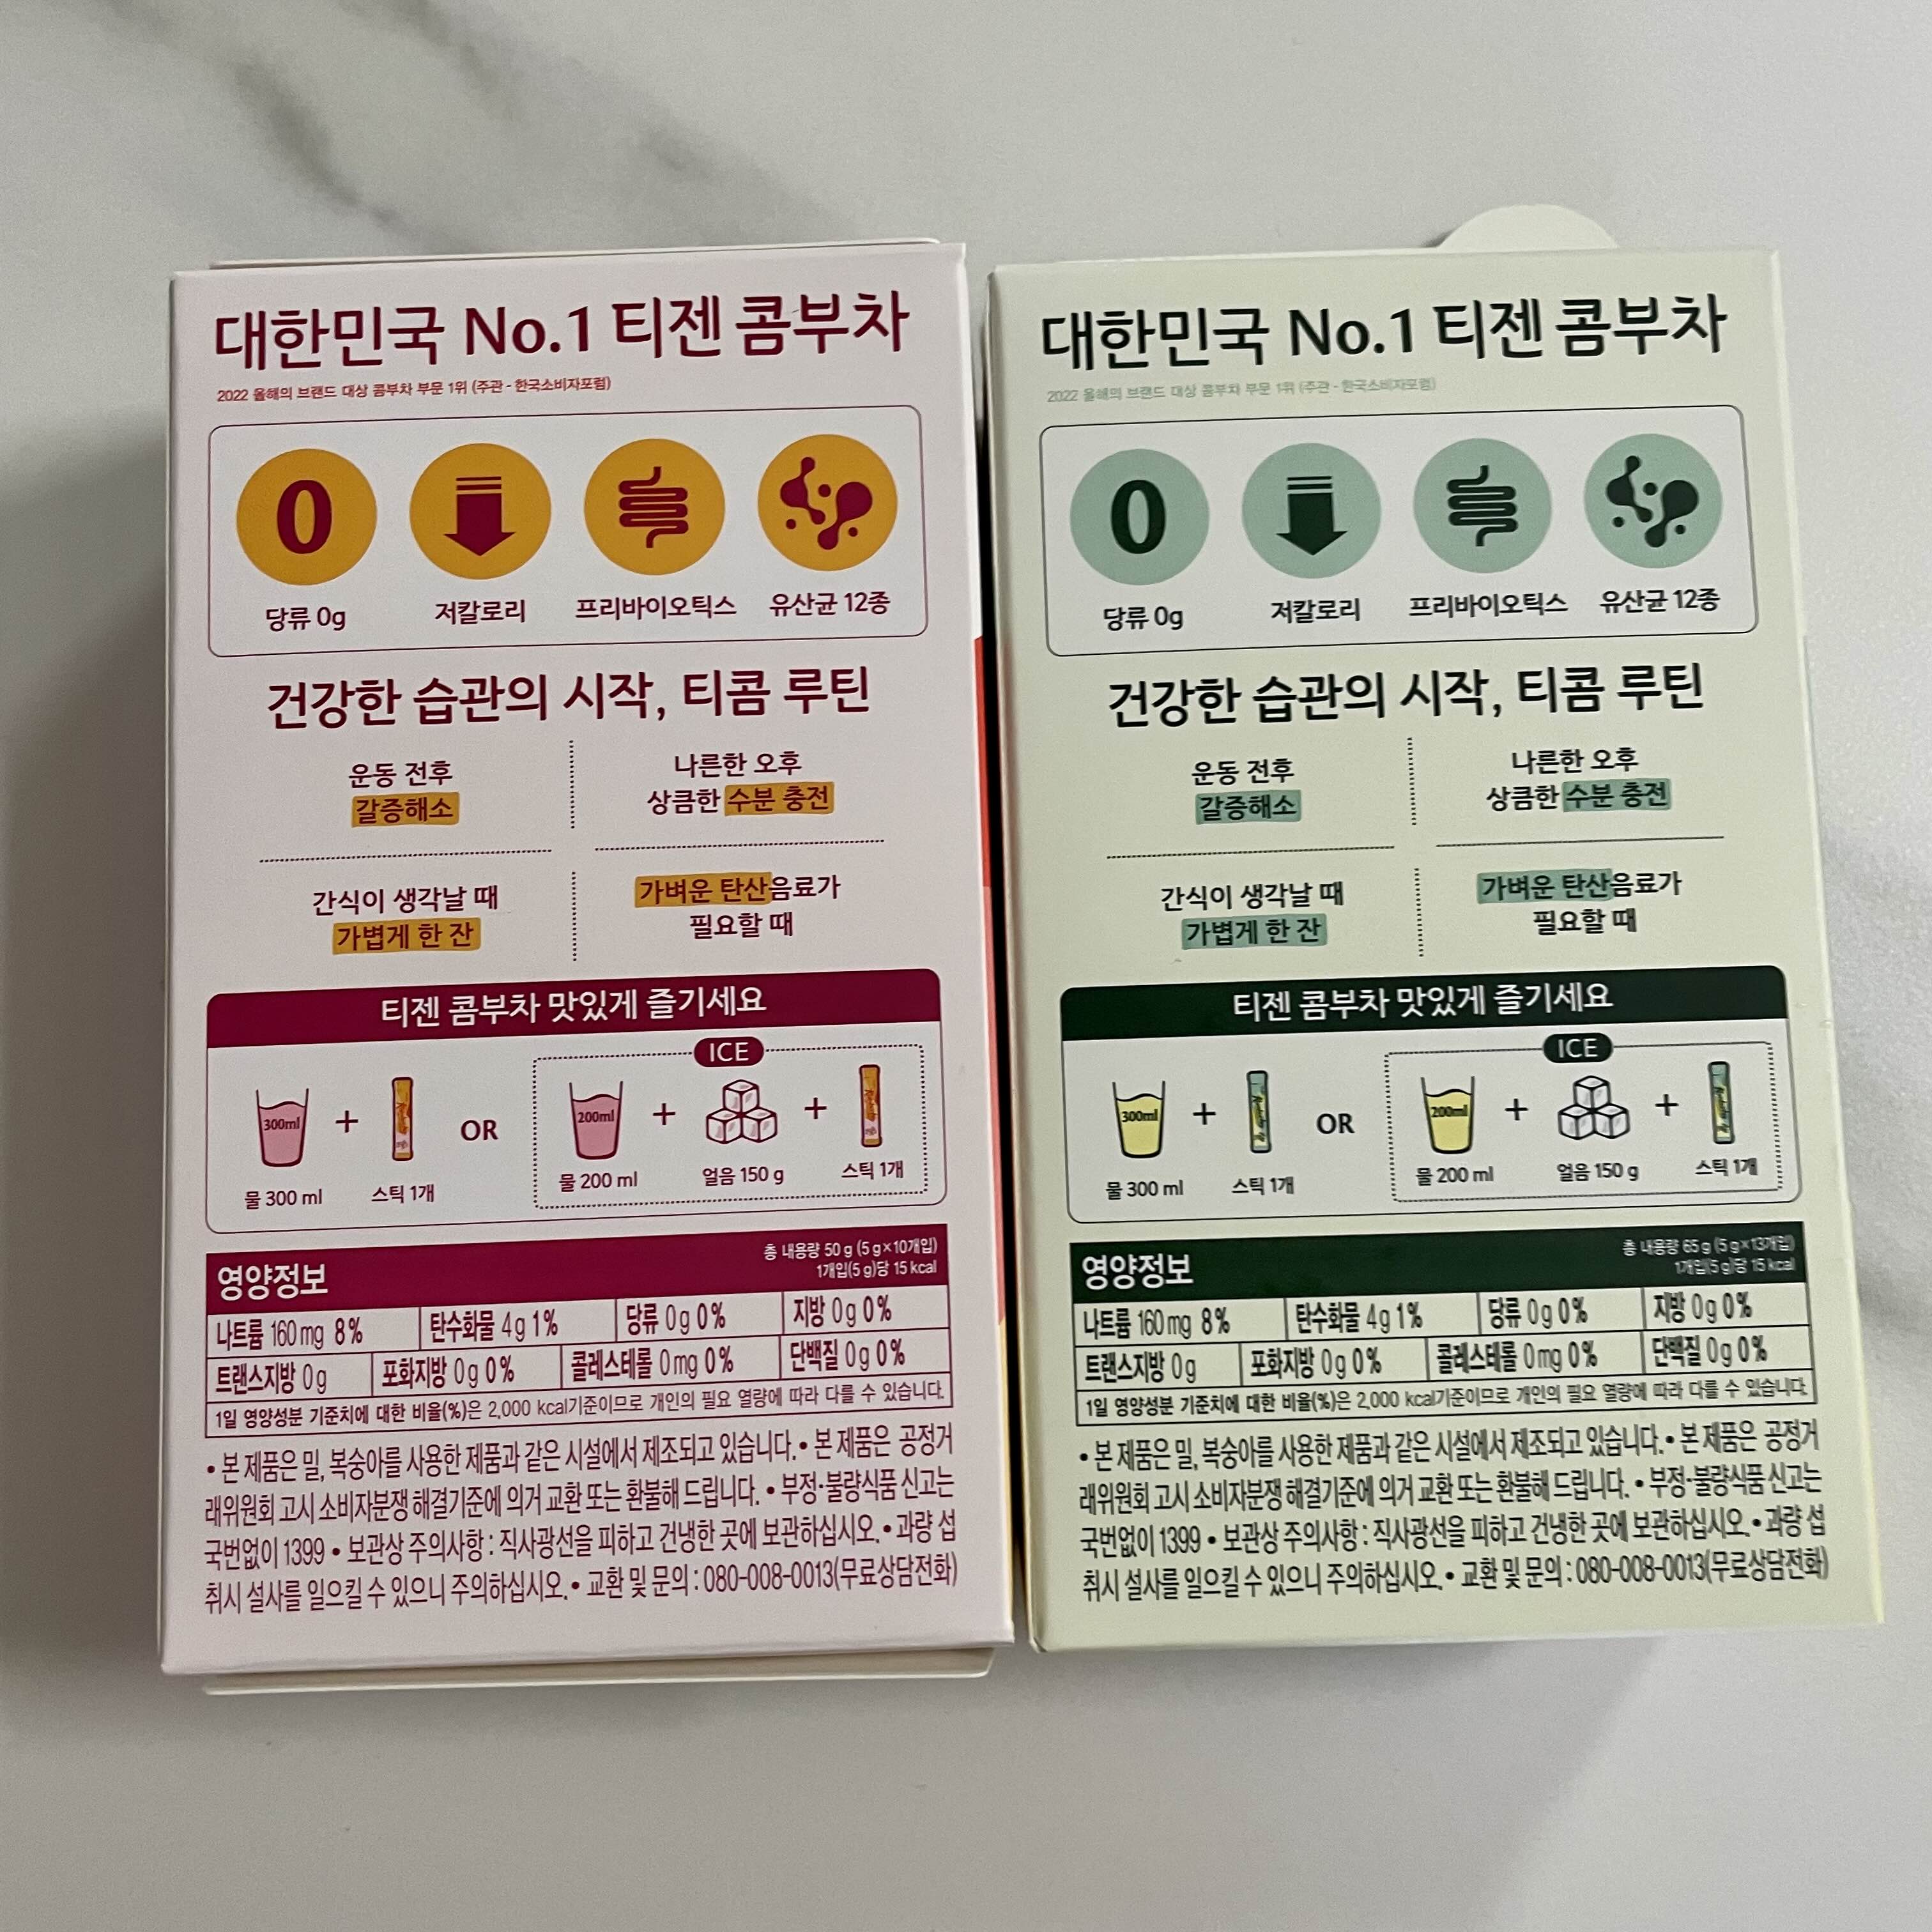 대한민국 No.1 티젠 콤부차
2022 올해의 브랜드 대상 콤부차 부문 1위 (주관 - 한국소비자포럼)
0
당류 0g
저칼로리
프리바이오틱스
유산균 12종
건강한 습관의 시작, 티콤 루틴
운동 전후
갈증해소
나른한 오후
상큼한 수분 충전
간식이 생각날 때
가볍게 한 잔
가벼운 탄산음료가
필요할 때
티젠 콤부차 맛있게 즐기세요
300ml
+
물 300 ml
스틱 1개
OR
ICE
200ml
+
+
물 200 ml
얼음 150 g
스틱 1개
영양정보
총 내용량 50 g (5 g×10개입)
1개입(5 g)당 15 kcal
나트륨 160 mg 8% 탄수화물 4 g 1% 당류 0 g 0% 지방 0 g 0%
트랜스지방 0 g 포화지방 0 g 0% 콜레스테롤 0 mg 0% 단백질 0 g 0%
1일 영양성분 기준치에 대한 비율(%)은 2,000 kcal기준이므로 개인의 필요 열량에 따라 다를 수 있습니다.
• 본 제품은 밀, 복숭아를 사용한 제품과 같은 시설에서 제조되고 있습니다. • 본 제품은 공정거
래위원회 고시 소비자분쟁 해결기준에 의거 교환 또는 환불해 드립니다. • 부정·불량식품 신고는
국번없이 1399 • 보관상 주의사항 : 직사광선을 피하고 건냉한 곳에 보관하십시오. • 과량 섭
취시 설사를 일으킬 수 있으니 주의하십시오. • 교환 및 문의 : 080-008-0013(무료상담전화)
대한민국 No.1 티젠 콤부차
2022 올해의 브랜드 대상 콤부차 부문 1위 (주관 - 한국소비자포럼)
0
당류 0g
저칼로리
프리바이오틱스
유산균 12종
건강한 습관의 시작, 티콤 루틴
운동 전후
갈증해소
나른한 오후
상큼한 수분 충전
간식이 생각날 때
가볍게 한 잔
가벼운 탄산음료가
필요할 때
티젠 콤부차 맛있게 즐기세요
300ml
+
물 300 ml
스틱 1개
OR
ICE
200ml
+
+
물 200 ml
얼음 150 g
스틱 1개
영양정보
총 내용량 65 g (5 g×13개입)
1개입(5 g)당 15 kcal
나트륨 160 mg 8% 탄수화물 4 g 1% 당류 0 g 0% 지방 0 g 0%
트랜스지방 0 g 포화지방 0 g 0% 콜레스테롤 0 mg 0% 단백질 0 g 0%
1일 영양성분 기준치에 대한 비율(%)은 2,000 kcal기준이므로 개인의 필요 열량에 따라 다를 수 있습니다.
• 본 제품은 밀, 복숭아를 사용한 제품과 같은 시설에서 제조되고 있습니다. • 본 제품은 공정거
래위원회 고시 소비자분쟁 해결기준에 의거 교환 또는 환불해 드립니다. • 부정·불량식품 신고는
국번없이 1399 • 보관상 주의사항 : 직사광선을 피하고 건냉한 곳에 보관하십시오. • 과량 섭
취시 설사를 일으킬 수 있으니 주의하십시오. • 교환 및 문의 : 080-008-0013(무료상담전화)